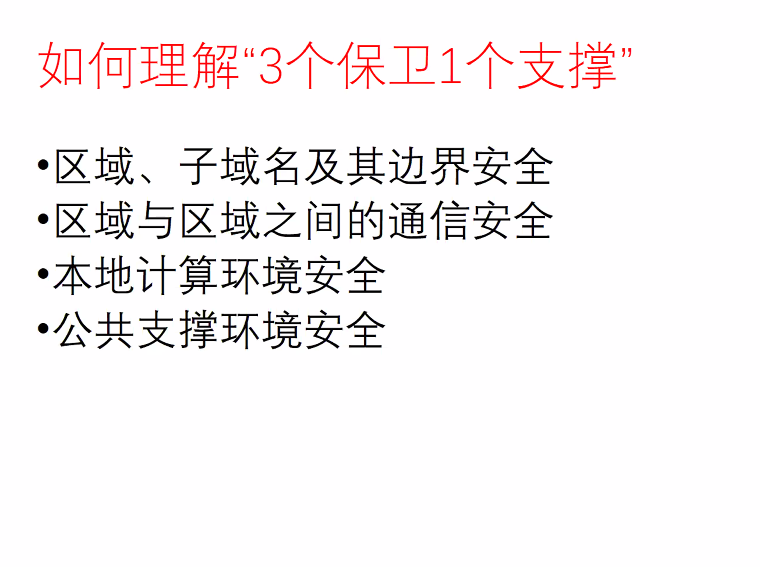 如何理解“3个保卫1个支撑”
•区域、子域名及其边界安全
•区域与区域之间的通信安全
•本地计算环境安全
•公共支撑环境安全